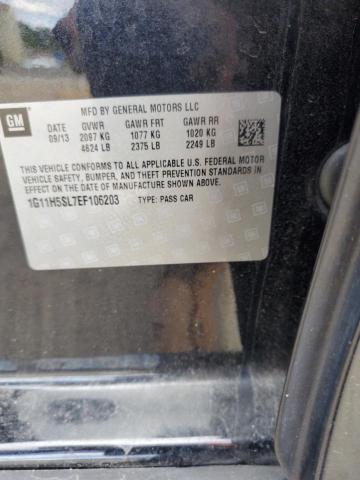 GM
MFD BY GENERAL MOTORS LLC
DATE GVWR GAWR FRT GAWR RR
09/13 2097 KG 1077 KG 1020 KG
4624 LB 2375 LB 2249 LB
THIS VEHICLE CONFORMS TO ALL APPLICABLE U.S. FEDERAL MOTOR
VEHICLE SAFETY, BUMPER, AND THEFT PREVENTION STANDARDS IN
EFFECT ON THE DATE OF MANUFACTURE SHOWN ABOVE.
1G11H5SL7EF106203 TYPE: PASS CAR